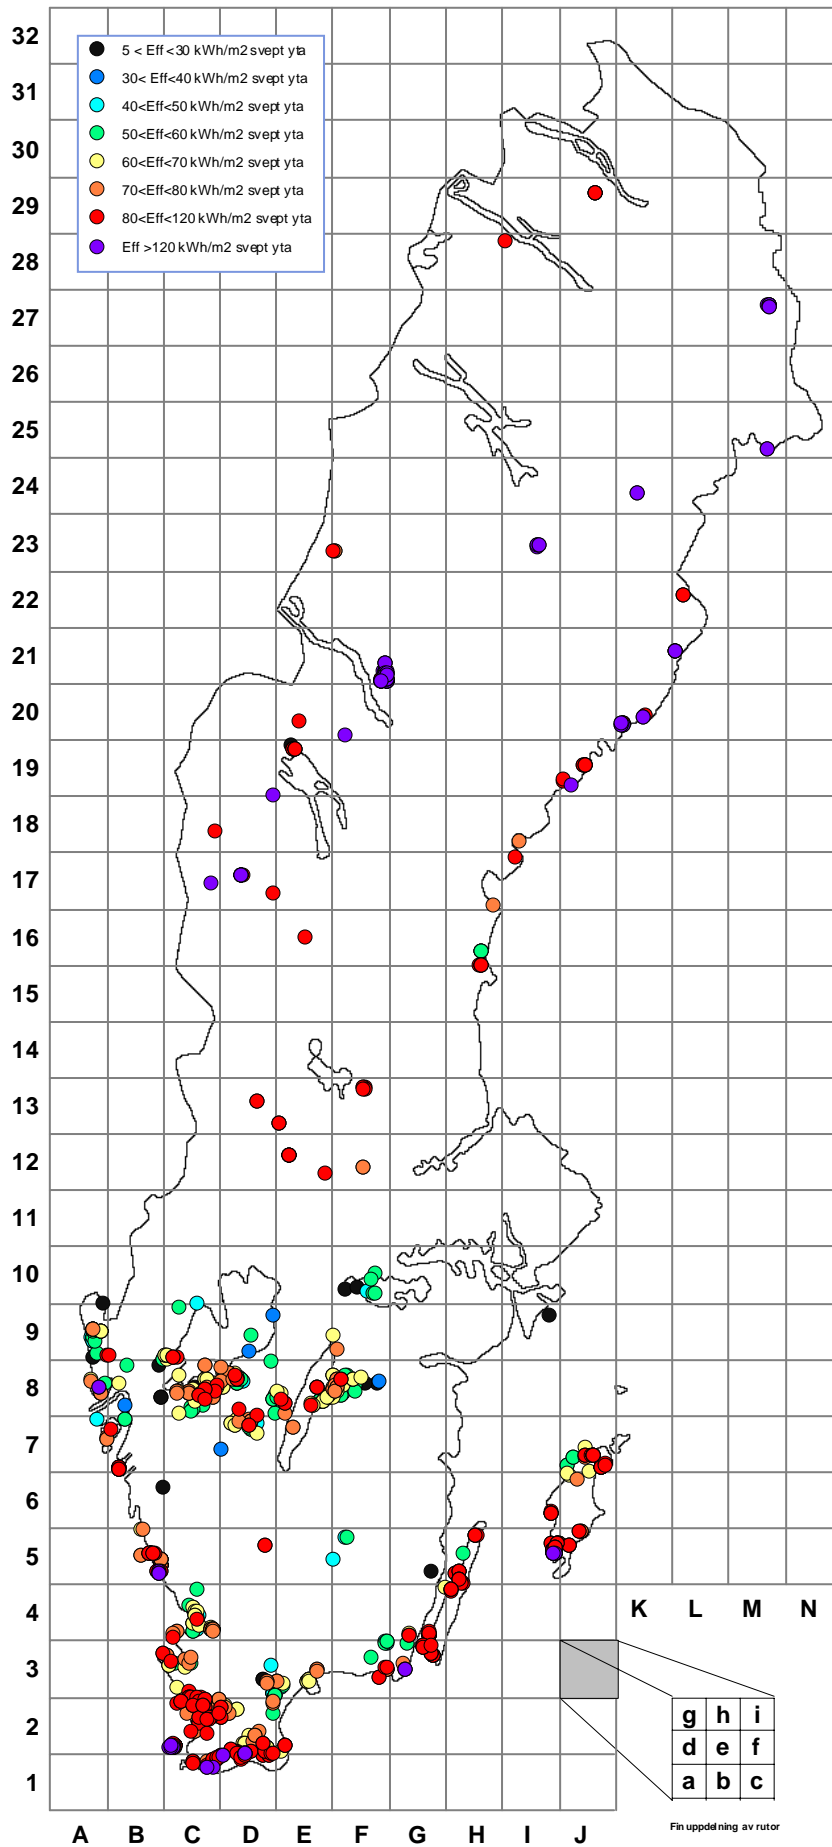 32
5 < Eff <30 kWh/m2 svept yta
30< Eff<40 kWh/m2 svept yta
31
40<Eff<50 kWh/m2 svept yta
50<Eff<60 kWh/m2 svept yta
30
60<Eff<70 kWh/m2 svept yta
70<Eff<80 kWh/m2 svept yta
29
80<Eff<120 kWh/m2 svept yta
Eff >120 kWh/m2 svept yta
28
27
26
25
24
23
22
21
20
19
18
17
16
15
14
13
12
11
10
9
8
7
6
5
4
K L M N
3
g h i
2
d e f
a b c
1
A B C D E F G H I J
Fin uppdelning av rutor